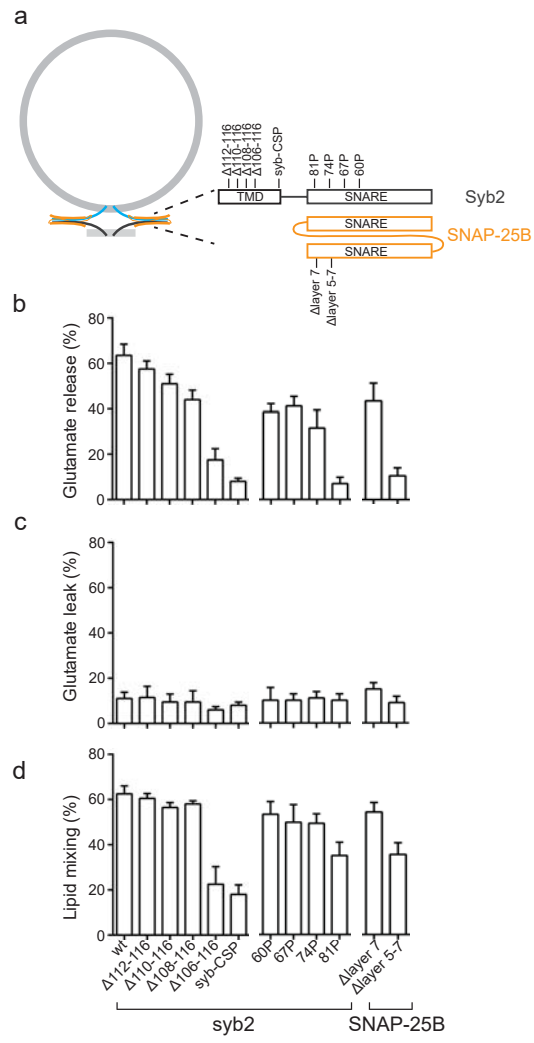 a
Δ112-116
Δ110-116
Δ108-116
Δ106-116
syb-CSP
81P
74P
67P
60P
TMD
SNARE
Syb2
SNARE
SNAP-25B
SNARE
Δlayer 7
Δlayer 5-7
b
Glutamate release (%)
80
60
40
20
0
c
Glutamate leak (%)
80
60
40
20
0
d
Lipid mixing (%)
80
60
40
20
0
wt
Δ112-116
Δ110-116
Δ108-116
Δ106-116
syb-CSP
60P
67P
74P
81P
Δlayer 7
Δlayer 5-7
syb2
SNAP-25B